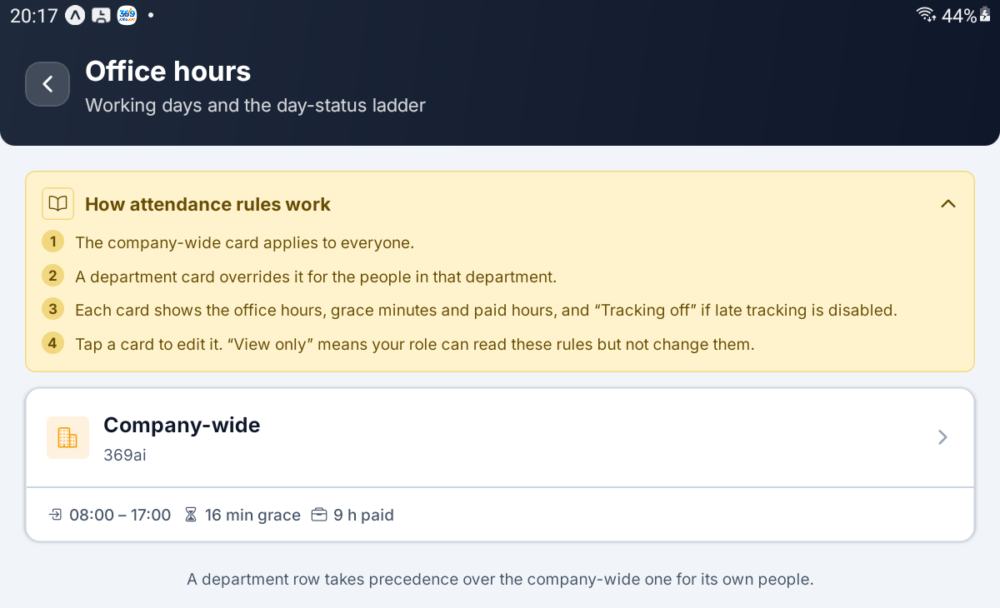 20:17
369
44%
Office hours
Working days and the day-status ladder
How attendance rules work
1 The company-wide card applies to everyone.
2 A department card overrides it for the people in that department.
3 Each card shows the office hours, grace minutes and paid hours, and “Tracking off” if late tracking is disabled.
4 Tap a card to edit it. “View only” means your role can read these rules but not change them.
Company-wide
369ai
08:00 – 17:00 16 min grace 9 h paid
A department row takes precedence over the company-wide one for its own people.